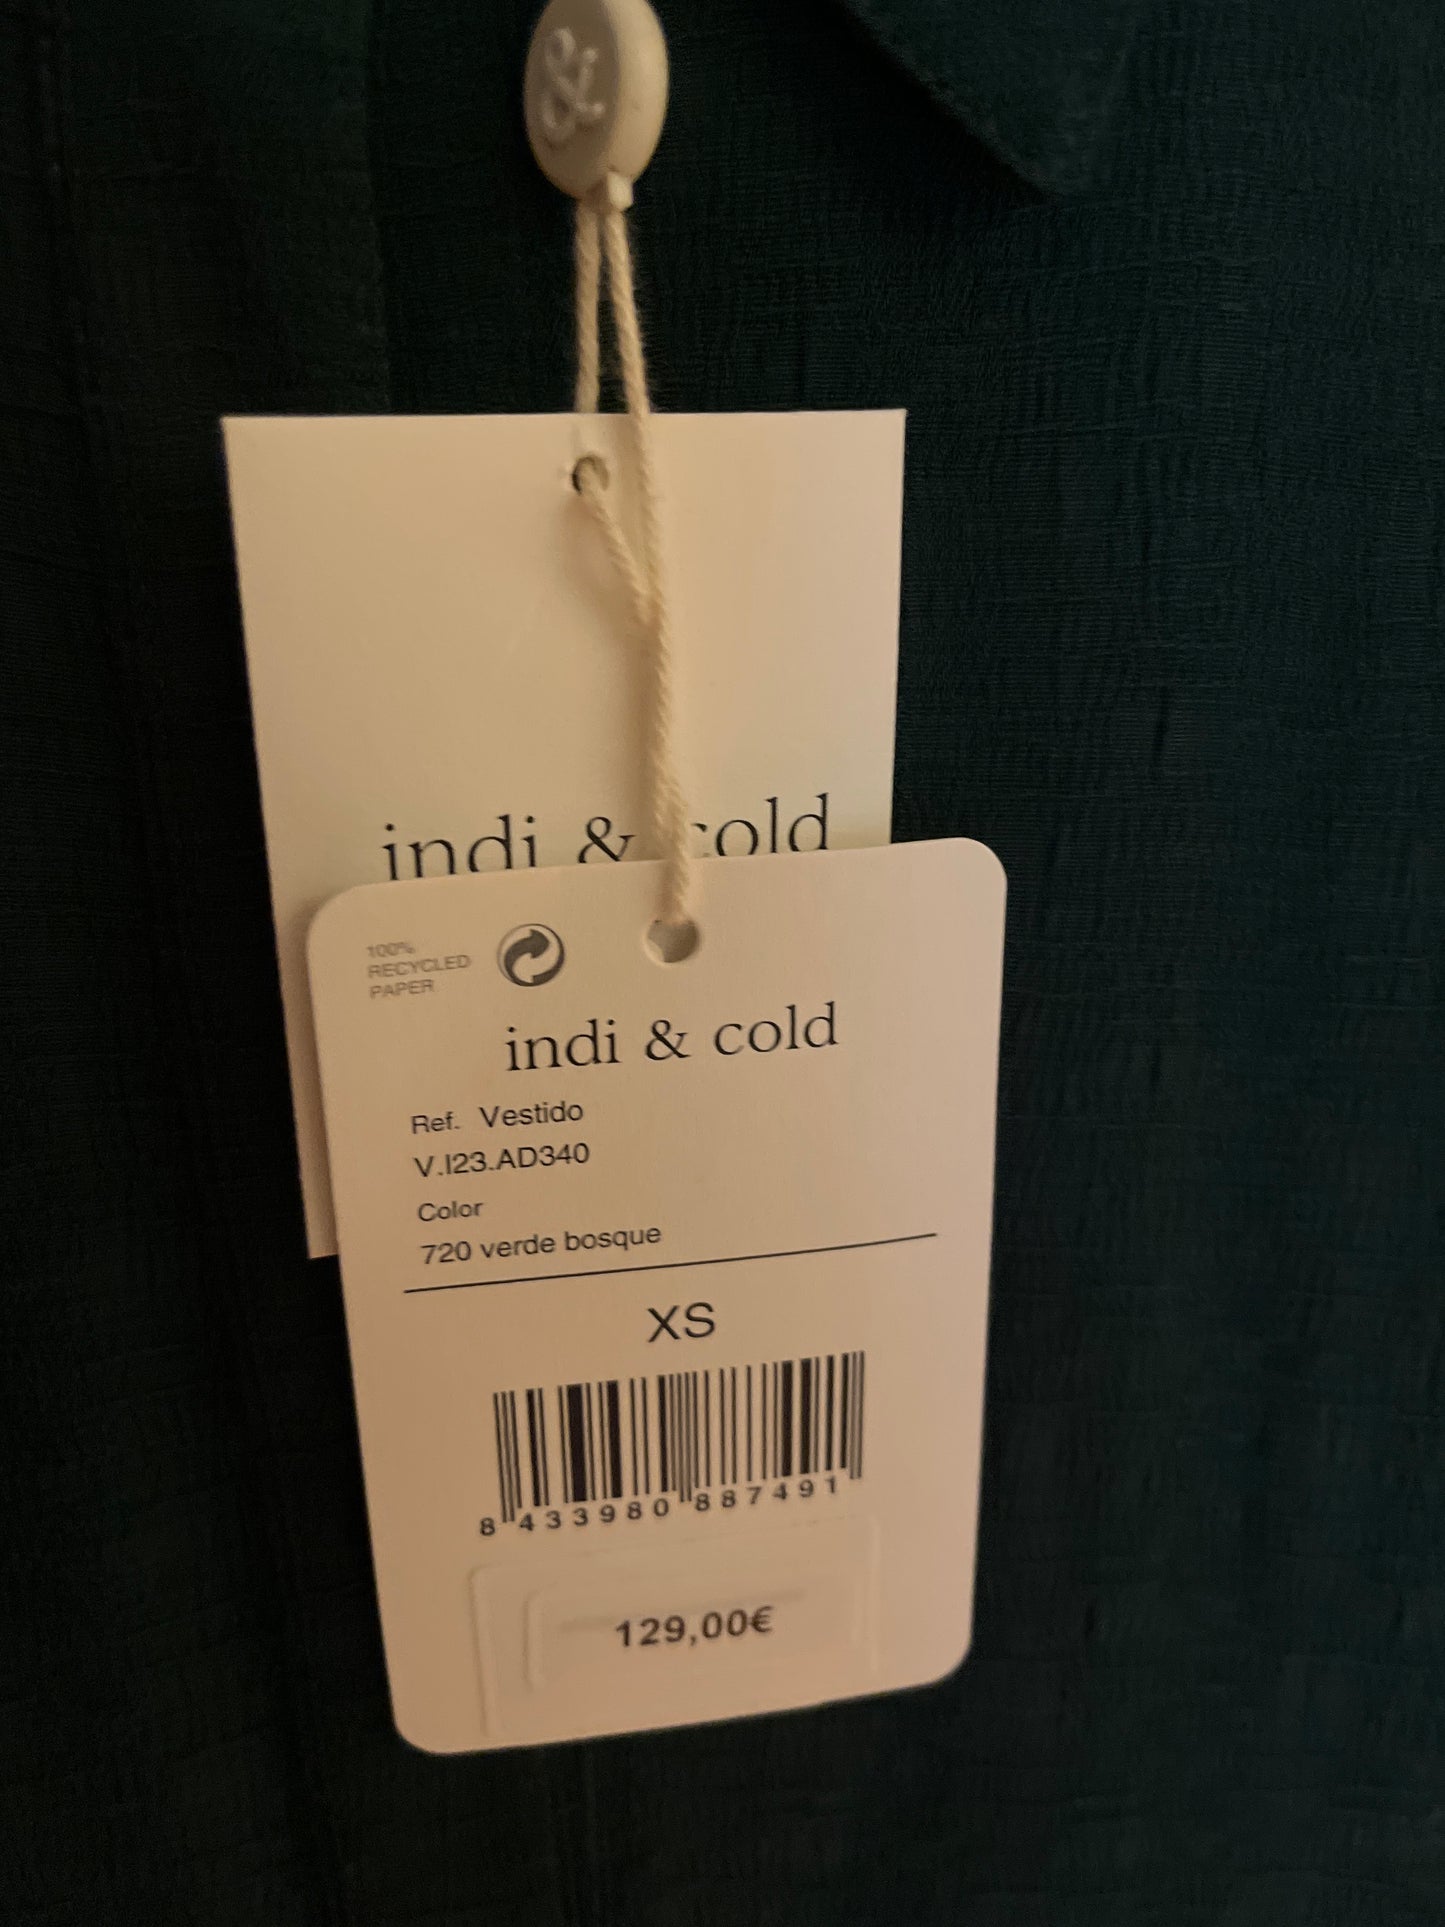 &
indi & cold
100%
RECYCLED
PAPER
indi & cold
Ref. Vestido
V.I23.AD340
Color
720 verde bosque
XS
8 433980 887491
129,00€